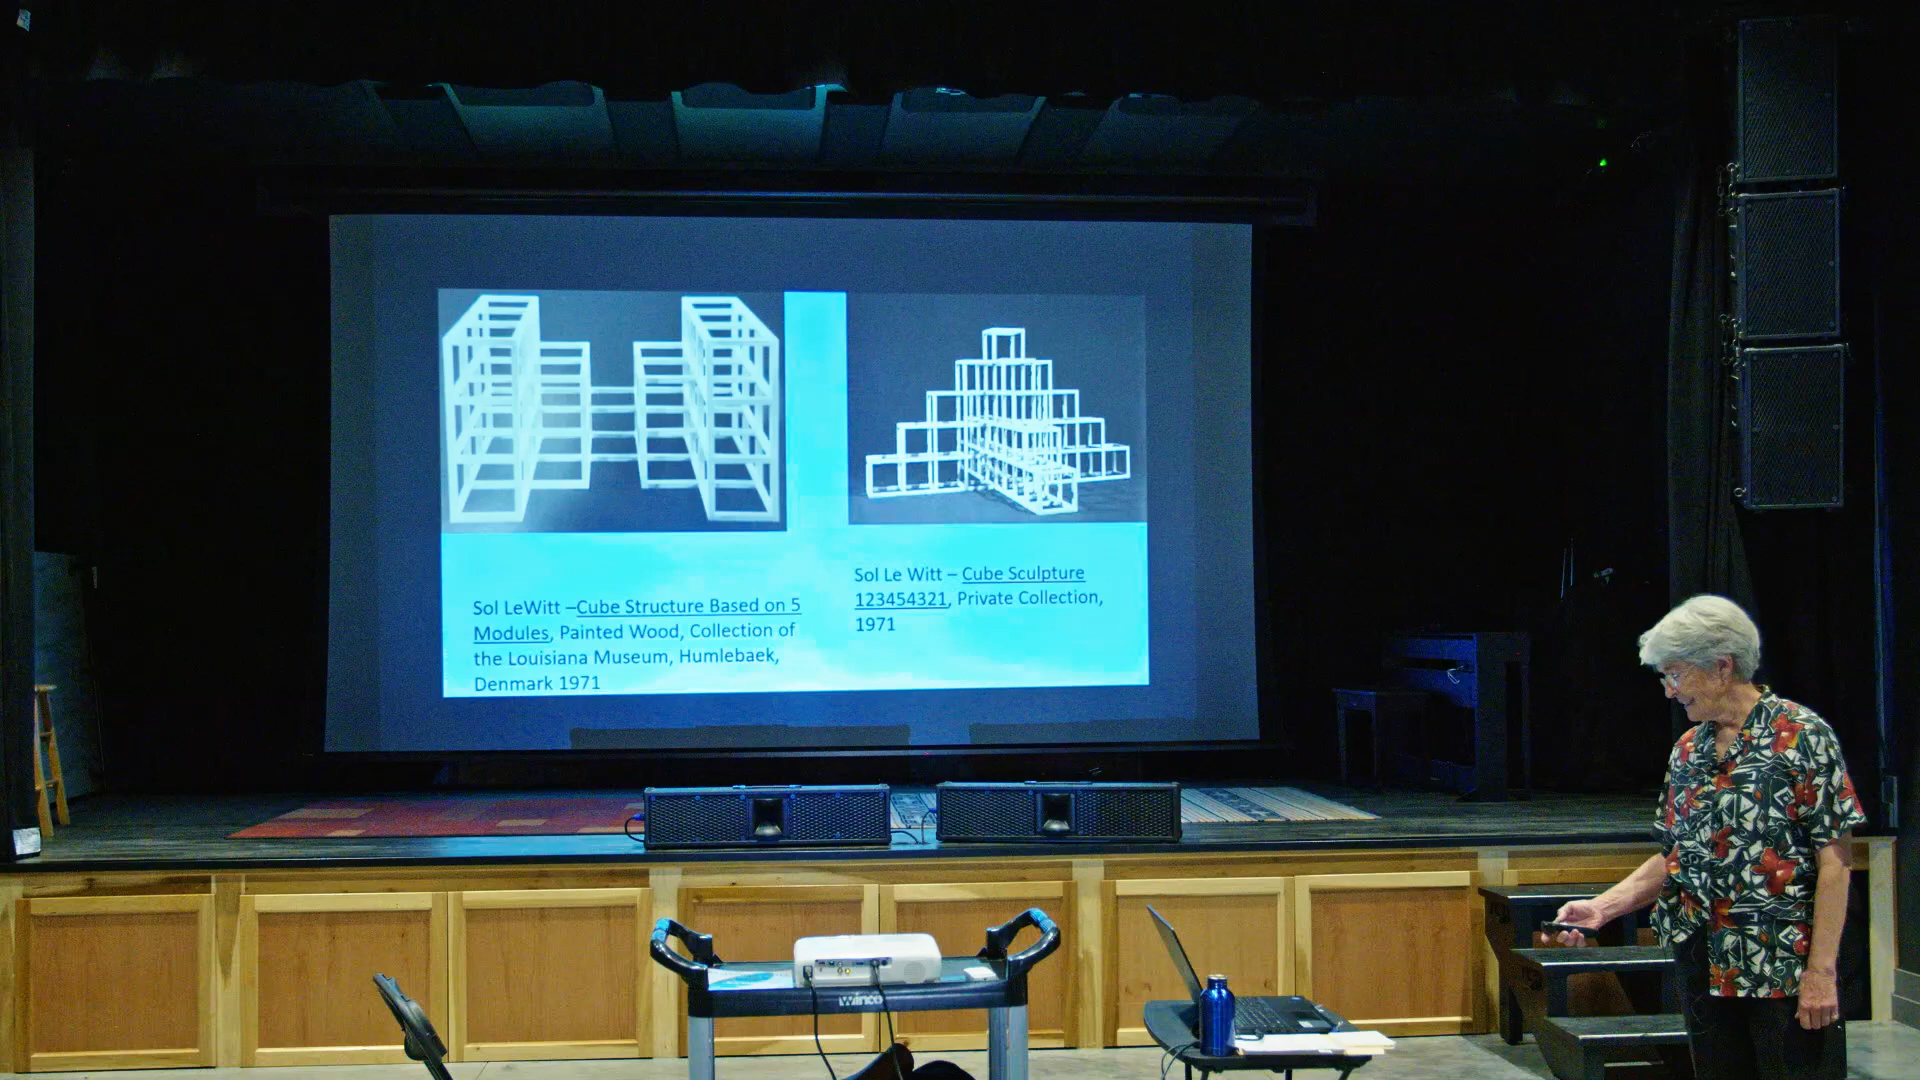 Sol LeWitt –Cube Structure Based on 5
Modules, Painted Wood, Collection of
the Louisiana Museum, Humlebaek,
Denmark 1971
Sol Le Witt – Cube Sculpture
123454321, Private Collection,
1971
winco